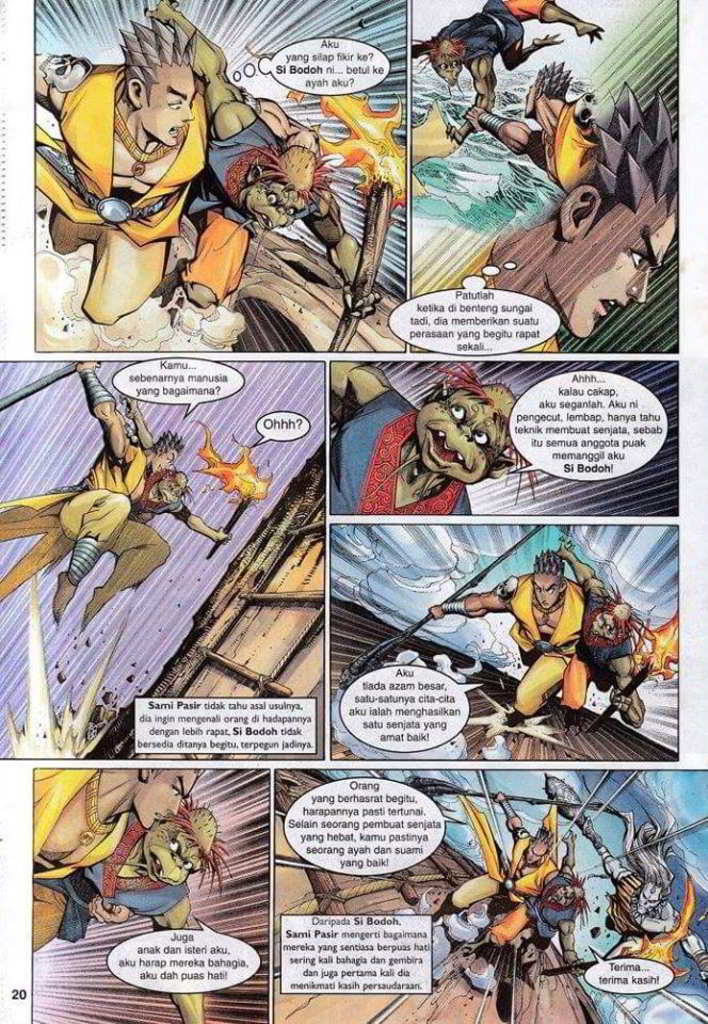 Aku
yang silap fikir ke?
Si Bodoh ni... betul ke
ayah aku?
Patutlah
ketika di benteng sungai
tadi, dia memberikan suatu
perasaan yang begitu rapat
sekali...
Kamu...
sebenarnya manusia
yang bagaimana?
Ohhh?
Sami Pasir tidak tahu asal usulnya,
dia ingin mengenali orang di hadapannya
dengan lebih rapat, Si Bodoh tidak
bersedia ditanya begitu, terpegun jadinya.
Ahhh...
kalau cakap,
aku seganlah. Aku ni
pengecut, lembap, hanya tahu
teknik membuat senjata, sebab
itu semua anggota puak
memanggil aku
Si Bodoh!
Aku
tiada azam besar,
satu-satunya cita-cita
aku ialah menghasilkan
satu senjata yang
amat baik!
Juga
anak dan isteri aku,
aku harap mereka bahagia,
aku dah puas hati!
Orang
yang berhasrat begitu,
harapannya pasti tertunai.
Selain seorang pembuat senjata
yang hebat, kamu pastinya
seorang ayah dan suami
yang baik!
Daripada Si Bodoh,
Sami Pasir mengerti bagaimana
mereka yang sentiasa berpuas hati
sering kali bahagia dan gembira
dan juga pertama kali dia
menikmati kasih persaudaraan.
Terima...
terima kasih!
20